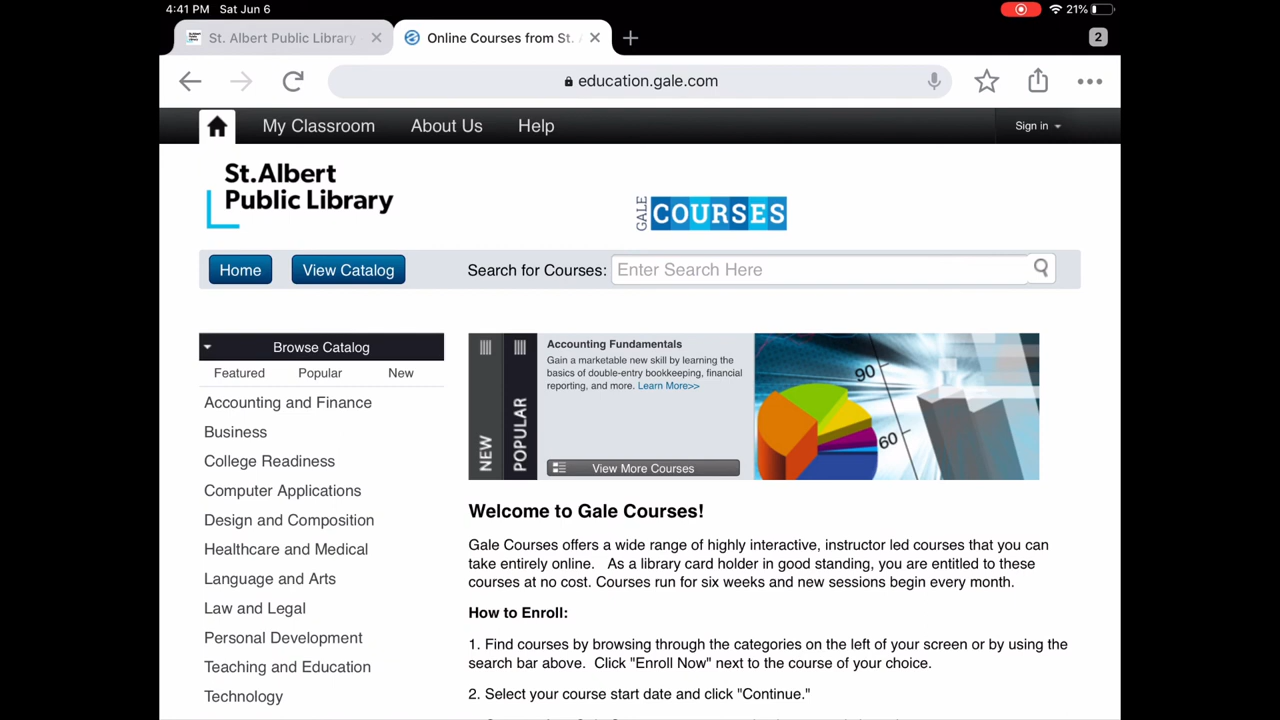 4:41 PM Sat Jun 6
21%
St. Albert Public Library
Online Courses from St.
2
education.gale.com
My Classroom About Us Help Sign in
St.Albert
Public Library
GALE COURSES
Home View Catalog Search for Courses: Enter Search Here
Browse Catalog
Featured Popular New
Accounting and Finance
Business
College Readiness
Computer Applications
Design and Composition
Healthcare and Medical
Language and Arts
Law and Legal
Personal Development
Teaching and Education
Technology
NEW
POPULAR
Accounting Fundamentals
Gain a marketable new skill by learning the
basics of double-entry bookkeeping, financial
reporting, and more. Learn More>>
View More Courses
90
60
Welcome to Gale Courses!
Gale Courses offers a wide range of highly interactive, instructor led courses that you can
take entirely online. As a library card holder in good standing, you are entitled to these
courses at no cost. Courses run for six weeks and new sessions begin every month.
How to Enroll:
1. Find courses by browsing through the categories on the left of your screen or by using the
search bar above. Click "Enroll Now" next to the course of your choice.
2. Select your course start date and click "Continue."